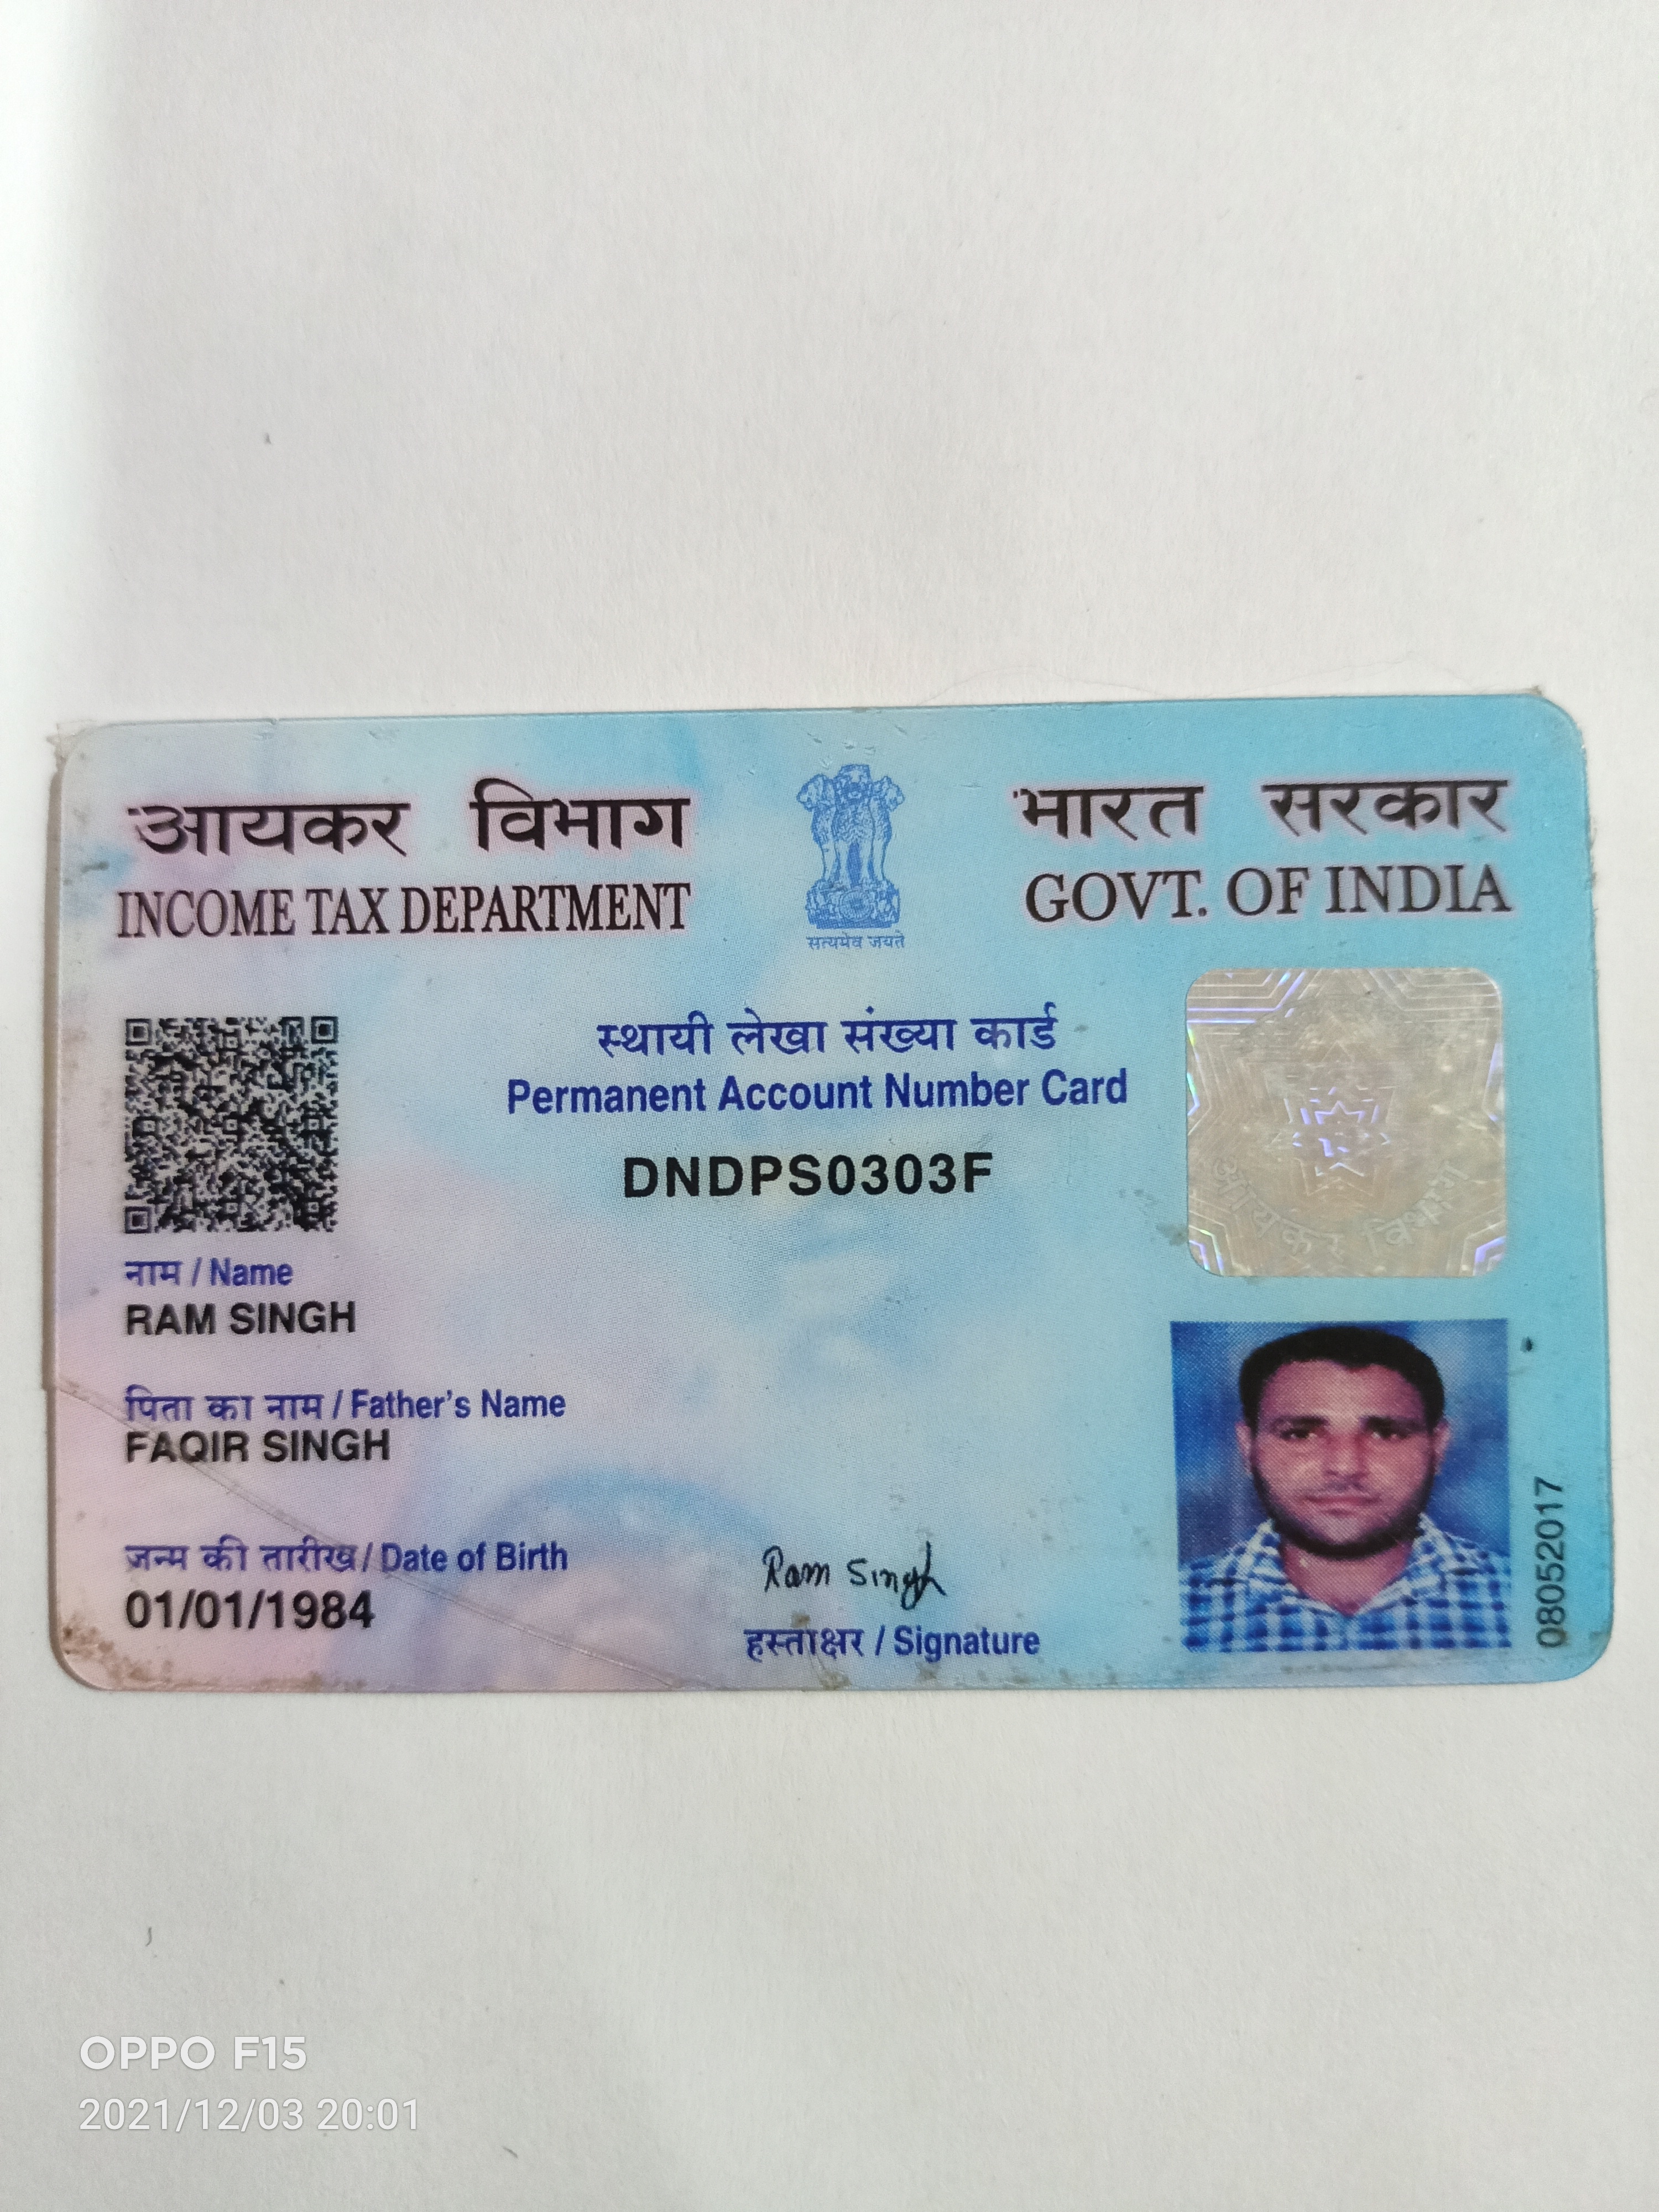 आयकर विभाग
INCOME TAX DEPARTMENT
सत्यमेव जयते
भारत सरकार
GOVT. OF INDIA
स्थायी लेखा संख्या कार्ड
Permanent Account Number Card
DNDPS0303F
आयकर विभाग
नाम / Name
RAM SINGH
पिता का नाम / Father's Name
FAQIR SINGH
जन्म की तारीख / Date of Birth
01/01/1984
Ram Singh
हस्ताक्षर / Signature
08052017
OPPO F15
2021/12/03 20:01